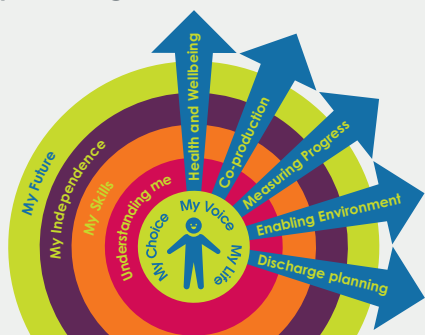 My Future
My Independence
My Skills
Understanding me
My Choice
My Voice
My Life
Health and Wellbeing
Co-production
Measuring Progress
Enabling Environment
Discharge planning